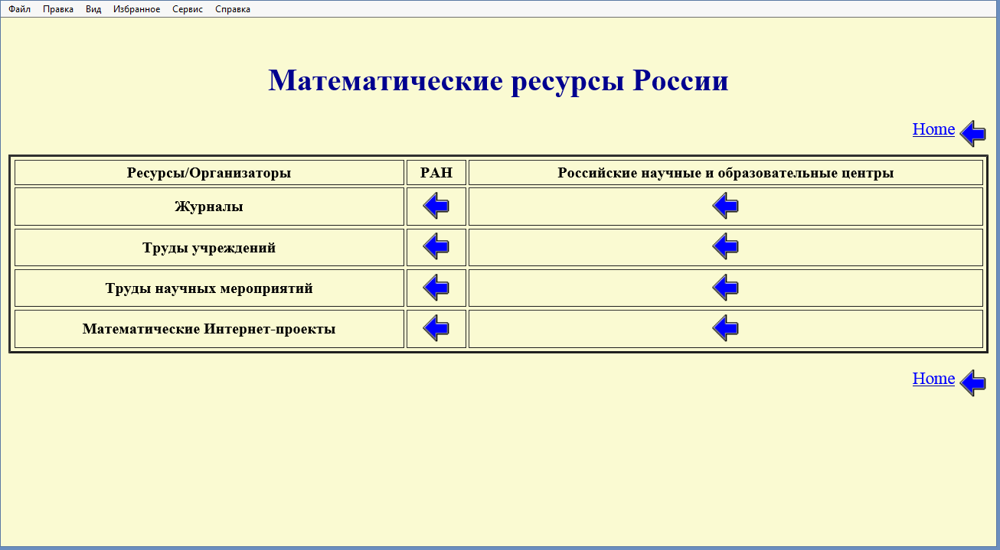 Файл Правка Вид Избранное Сервис Справка
Математические ресурсы России
Home
Ресурсы/Организаторы РАН Российские научные и образовательные центры
Журналы
Труды учреждений
Труды научных мероприятий
Математические Интернет-проекты
Home